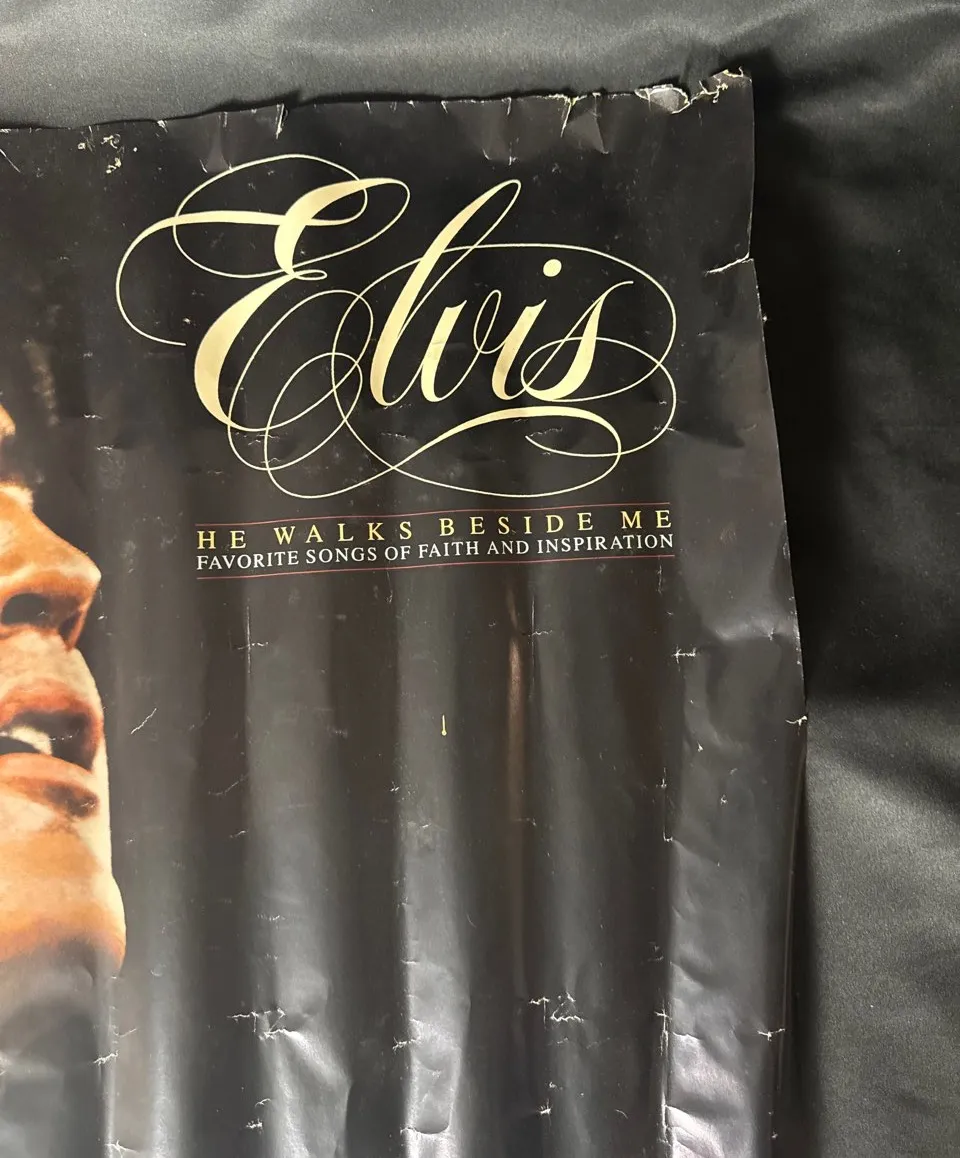 Elvis
HE WALKS BESIDE ME
FAVORITE SONGS OF FAITH AND INSPIRATION